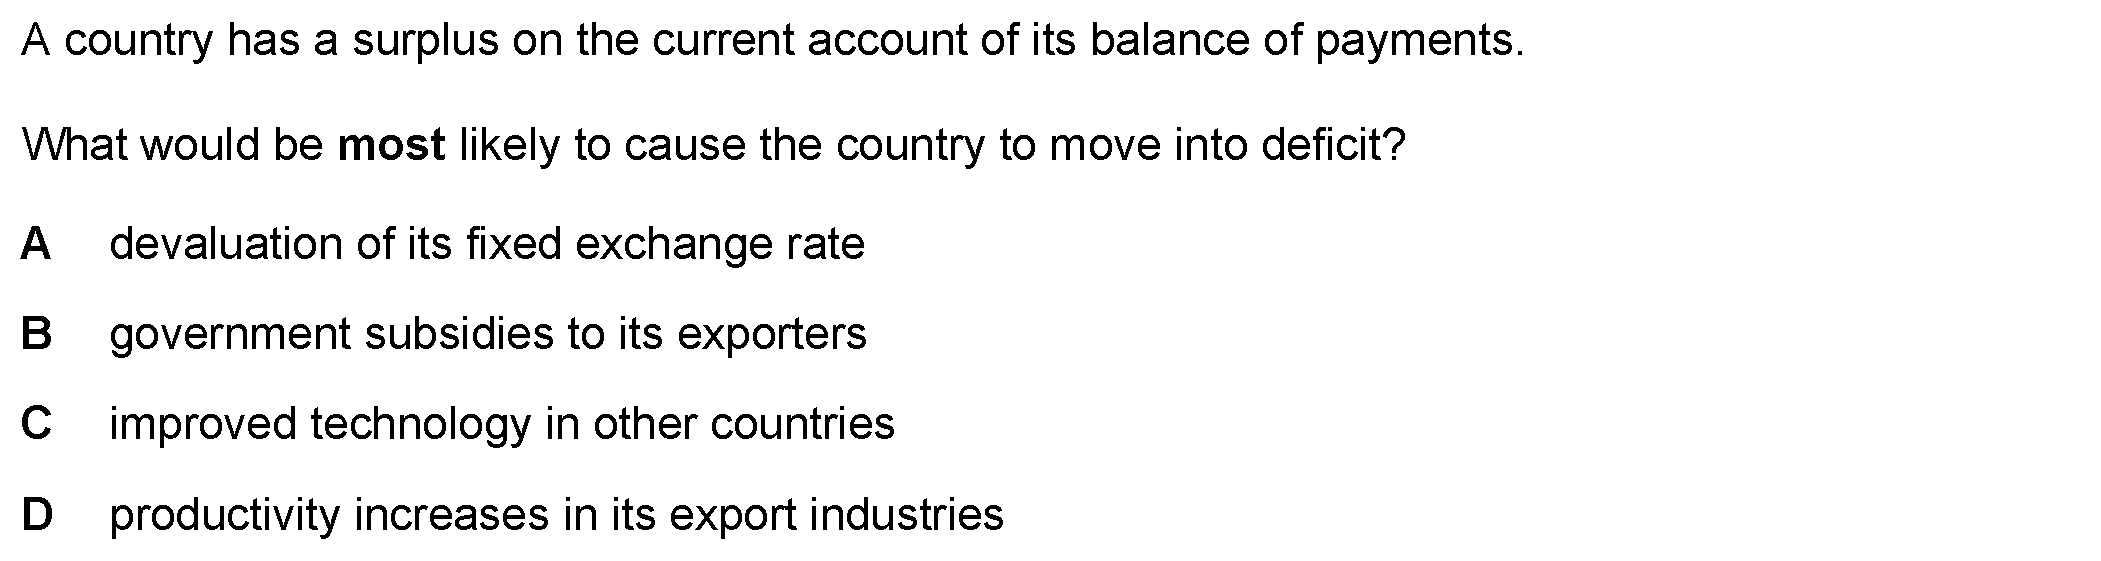 A country has a surplus on the current account of its balance of payments.
What would be most likely to cause the country to move into deficit?
A devaluation of its fixed exchange rate
B government subsidies to its exporters
C improved technology in other countries
D productivity increases in its export industries